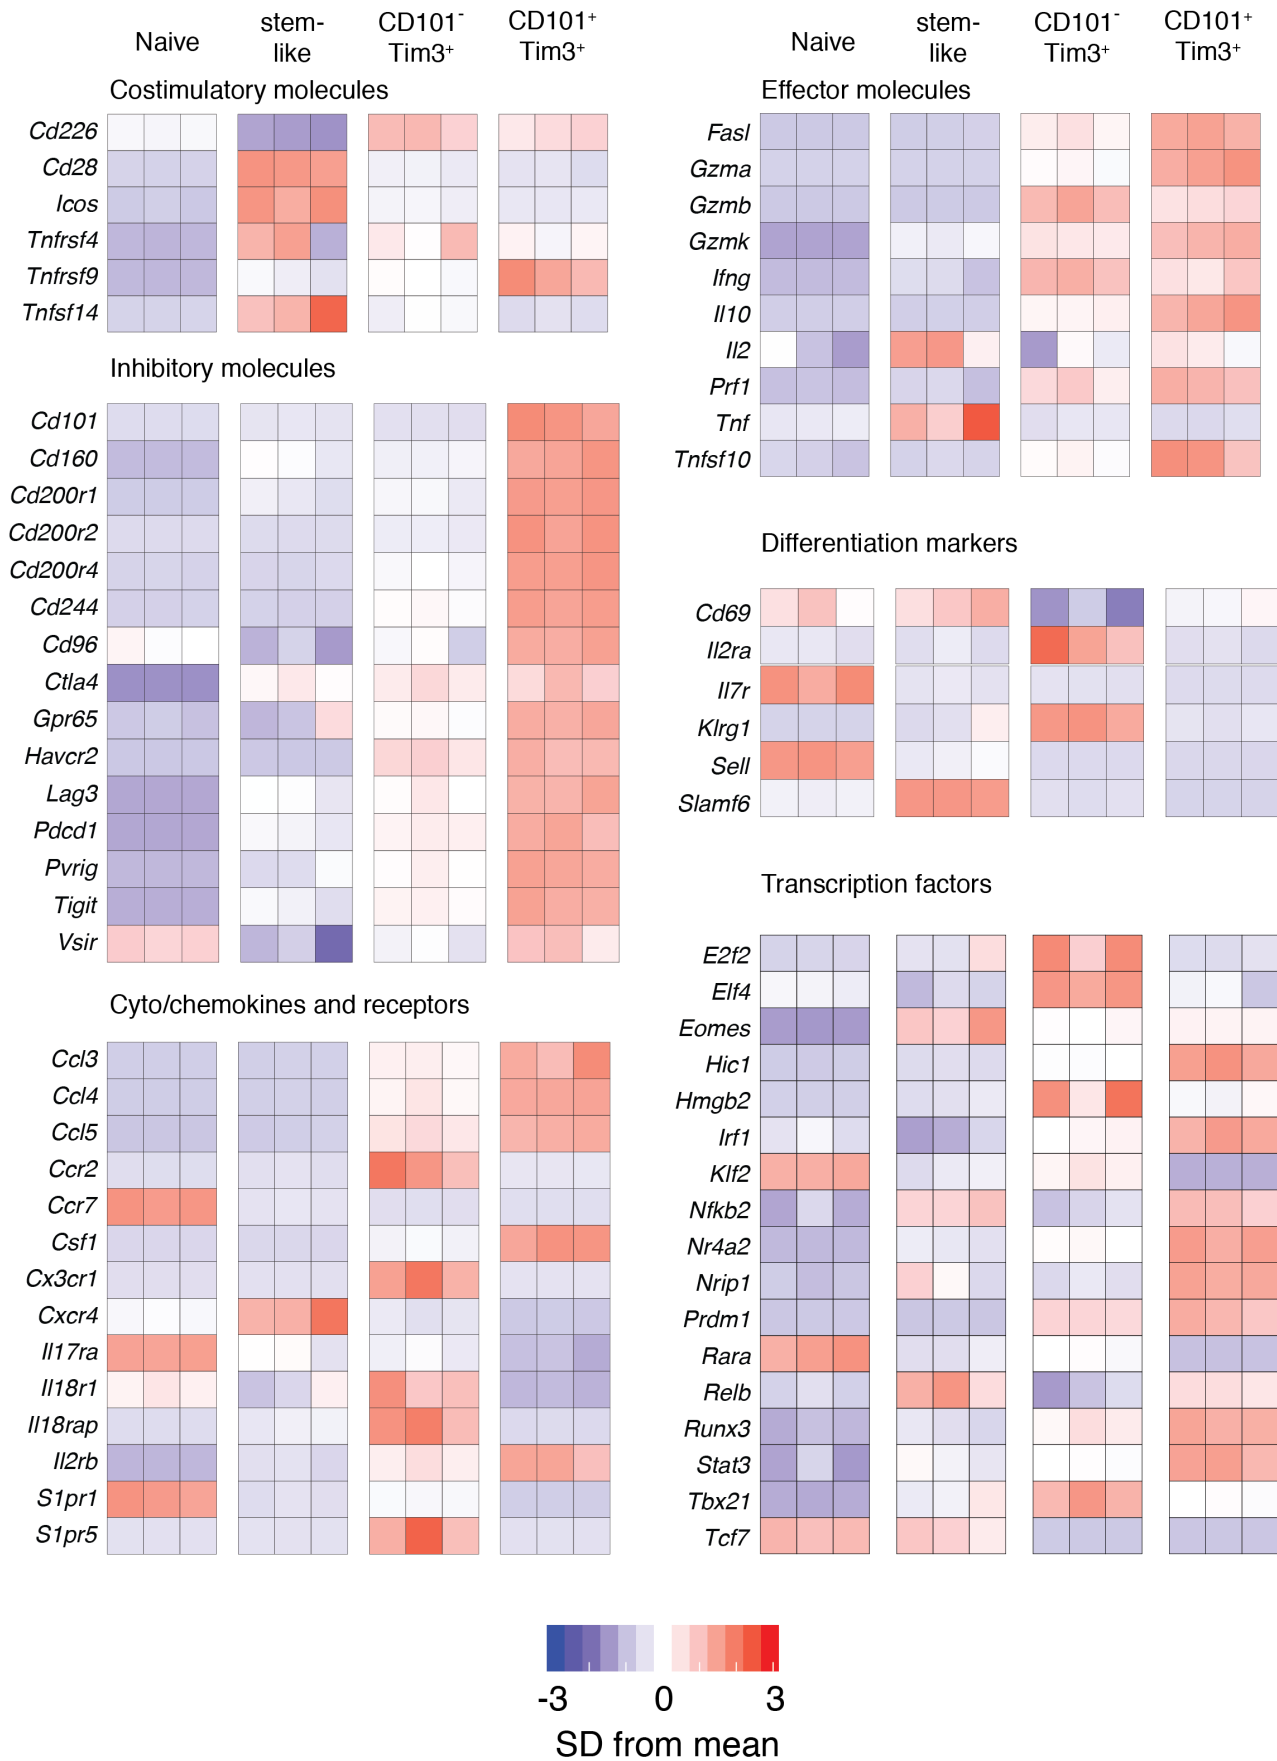 Naive
stem-
like
CD101-
Tim3+
CD101+
Tim3+
Costimulatory molecules
Cd226
Cd28
Icos
Tnfrsf4
Tnfrsf9
Tnfsf14
Inhibitory molecules
Cd101
Cd160
Cd200r1
Cd200r2
Cd200r4
Cd244
Cd96
Ctla4
Gpr65
Havcr2
Lag3
Pdcd1
Pvrig
Tigit
Vsir
Cyto/chemokines and receptors
Ccl3
Ccl4
Ccl5
Ccr2
Ccr7
Csf1
Cx3cr1
Cxcr4
Il17ra
Il18r1
Il18rap
Il2rb
S1pr1
S1pr5
Naive
stem-
like
CD101-
Tim3+
CD101+
Tim3+
Effector molecules
Fasl
Gzma
Gzmb
Gzmk
Ifng
Il10
Il2
Prf1
Tnf
Tnfsf10
Differentiation markers
Cd69
Il2ra
Il7r
Klrg1
Sell
Slamf6
Transcription factors
E2f2
Elf4
Eomes
Hic1
Hmgb2
Irf1
Klf2
Nfkb2
Nr4a2
Nrip1
Prdm1
Rara
Relb
Runx3
Stat3
Tbx21
Tcf7
-3 0 3
SD from mean